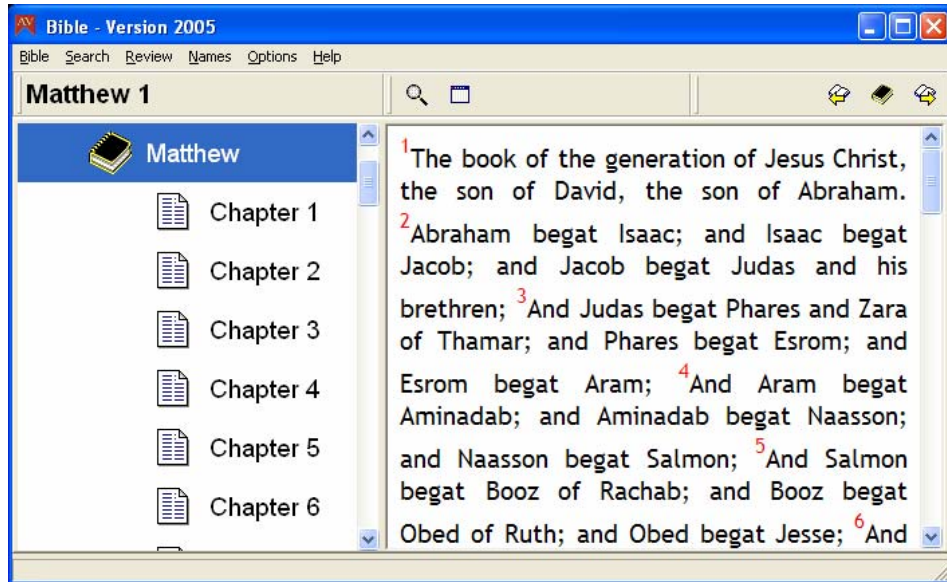 AV Bible - Version 2005
Bible Search Review Names Options Help
Matthew 1
Matthew
Chapter 1
Chapter 2
Chapter 3
Chapter 4
Chapter 5
Chapter 6
1The book of the generation of Jesus Christ,
the son of David, the son of Abraham.
2Abraham begat Isaac; and Isaac begat
Jacob; and Jacob begat Judas and his
brethren; 3And Judas begat Phares and Zara
of Thamar; and Phares begat Esrom; and
Esrom begat Aram; 4And Aram begat
Aminadab; and Aminadab begat Naasson;
and Naasson begat Salmon; 5And Salmon
begat Booz of Rachab; and Booz begat
Obed of Ruth; and Obed begat Jesse; 6And